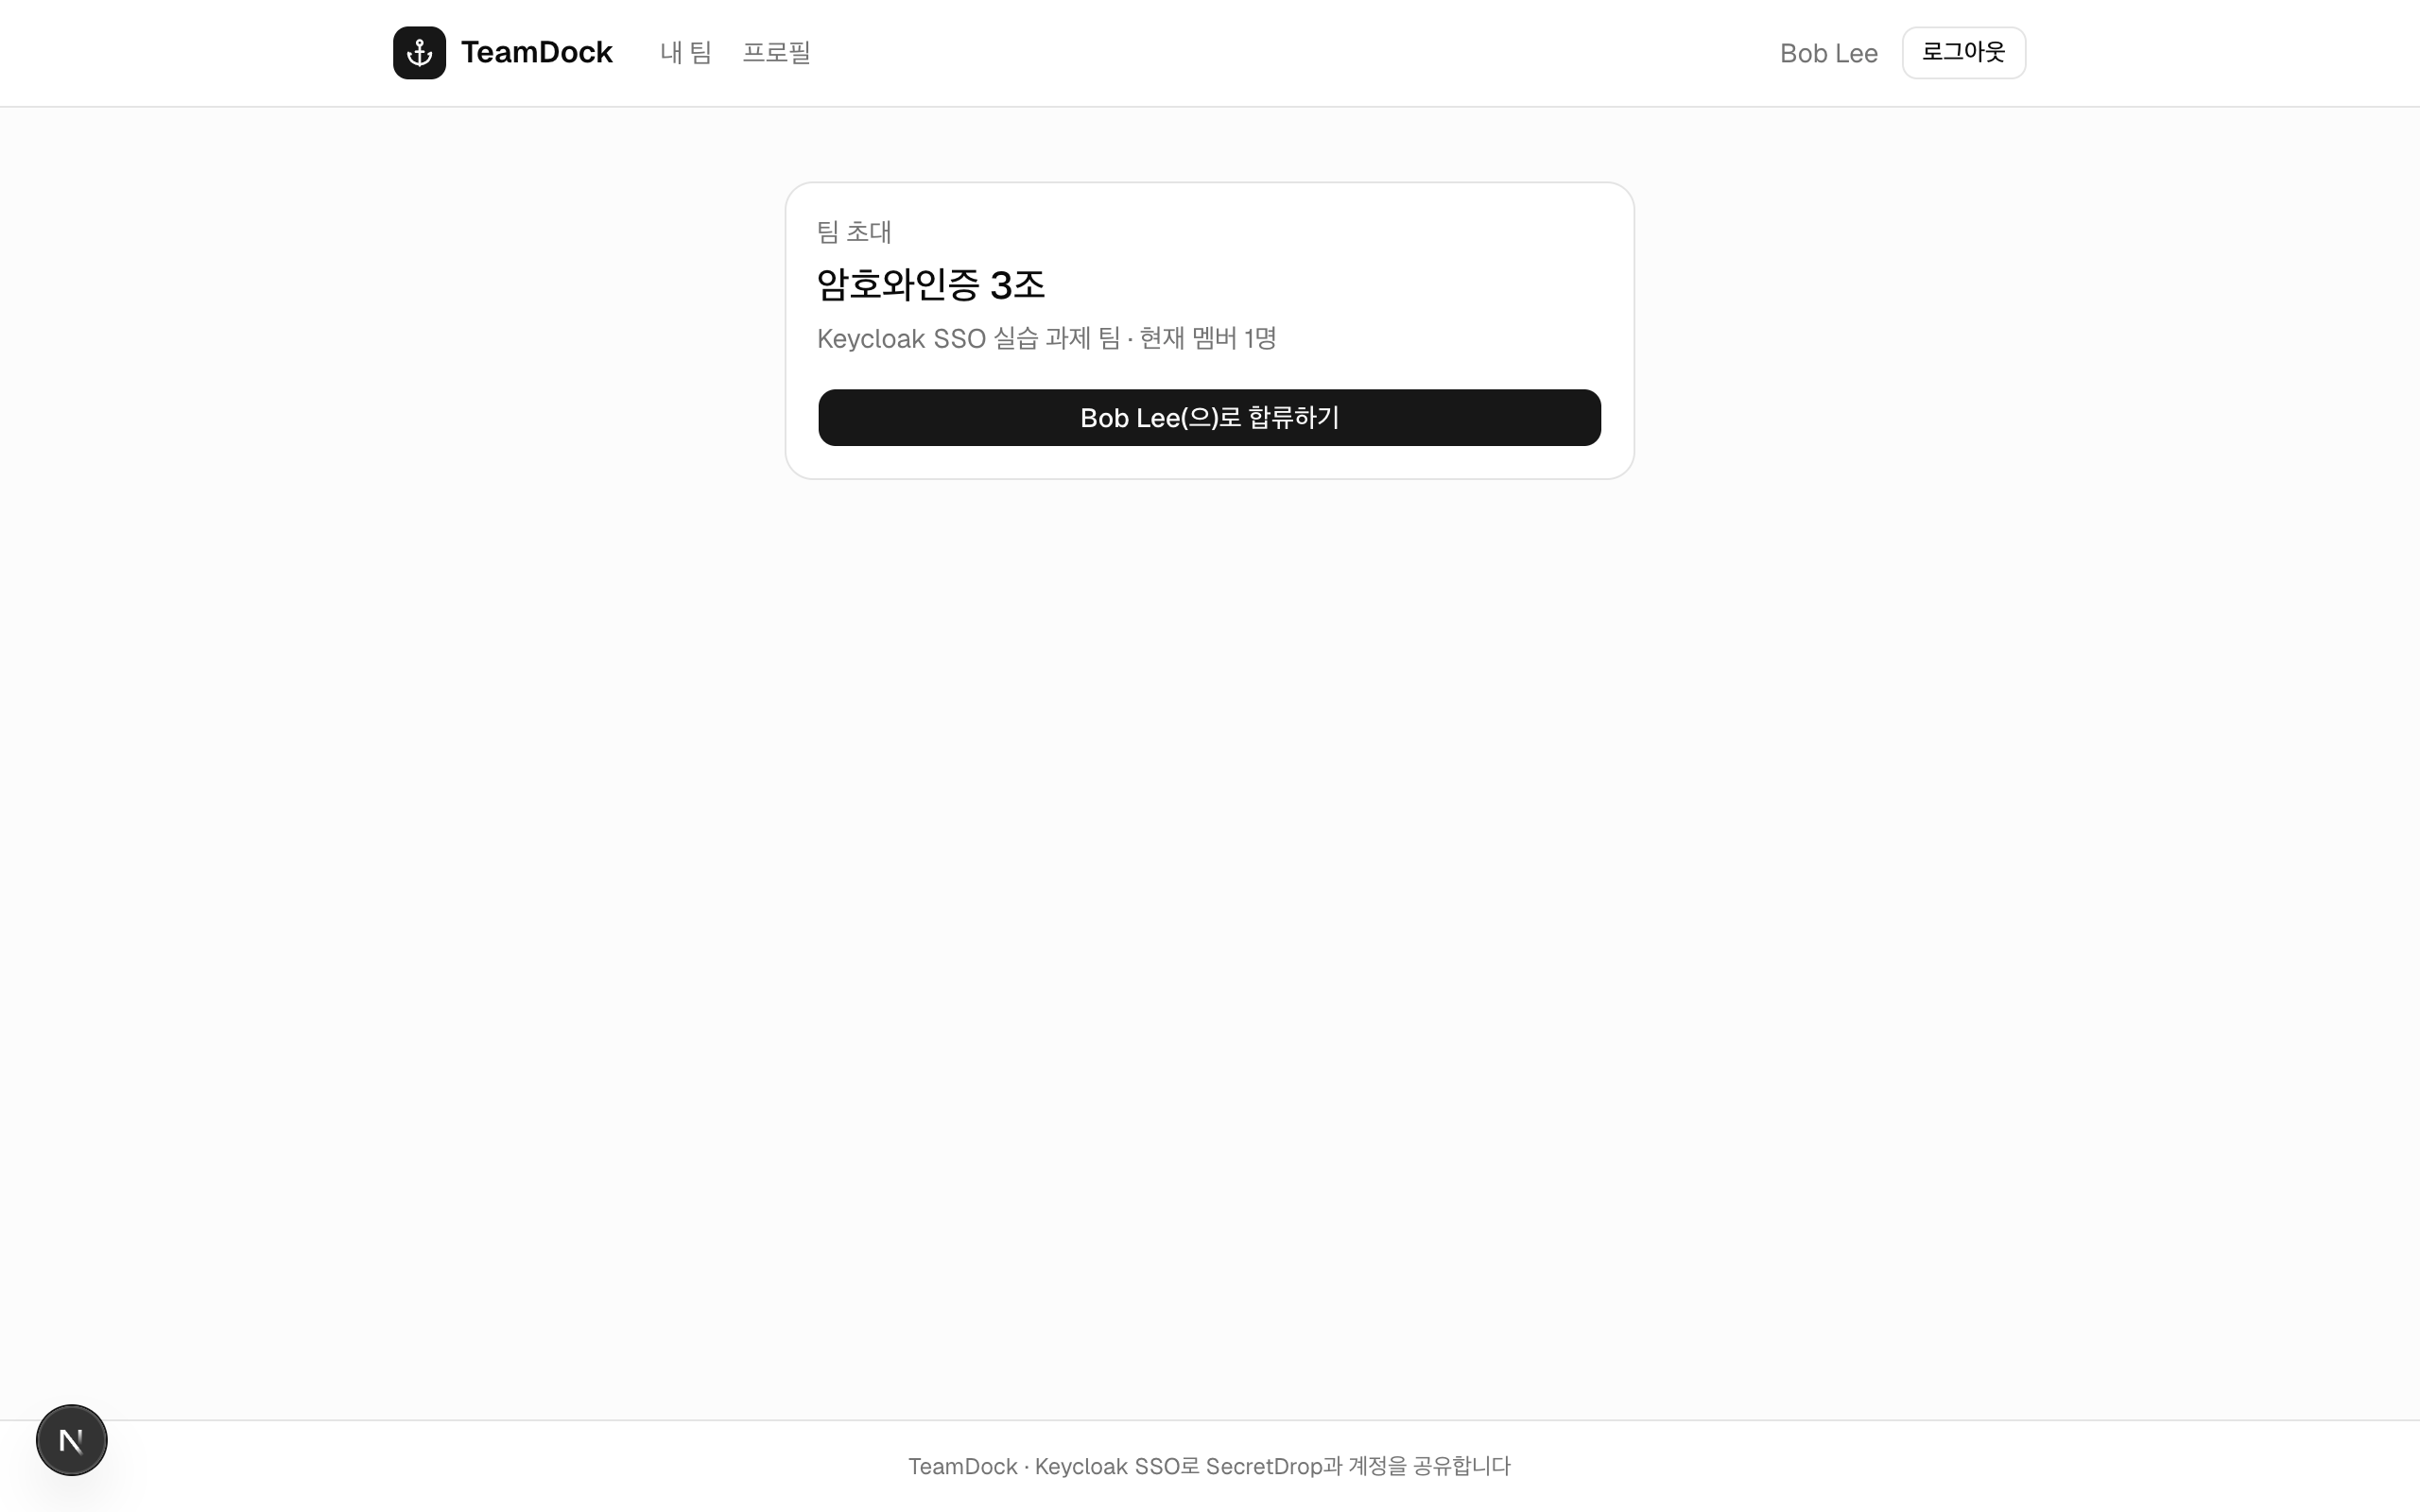 TeamDock 내 팀 프로필 Bob Lee 로그아웃
팀 초대
암호와인증 3조
Keycloak SSO 실습 과제 팀 · 현재 멤버 1명
Bob Lee(으)로 합류하기
N
TeamDock · Keycloak SSO로 SecretDrop과 계정을 공유합니다